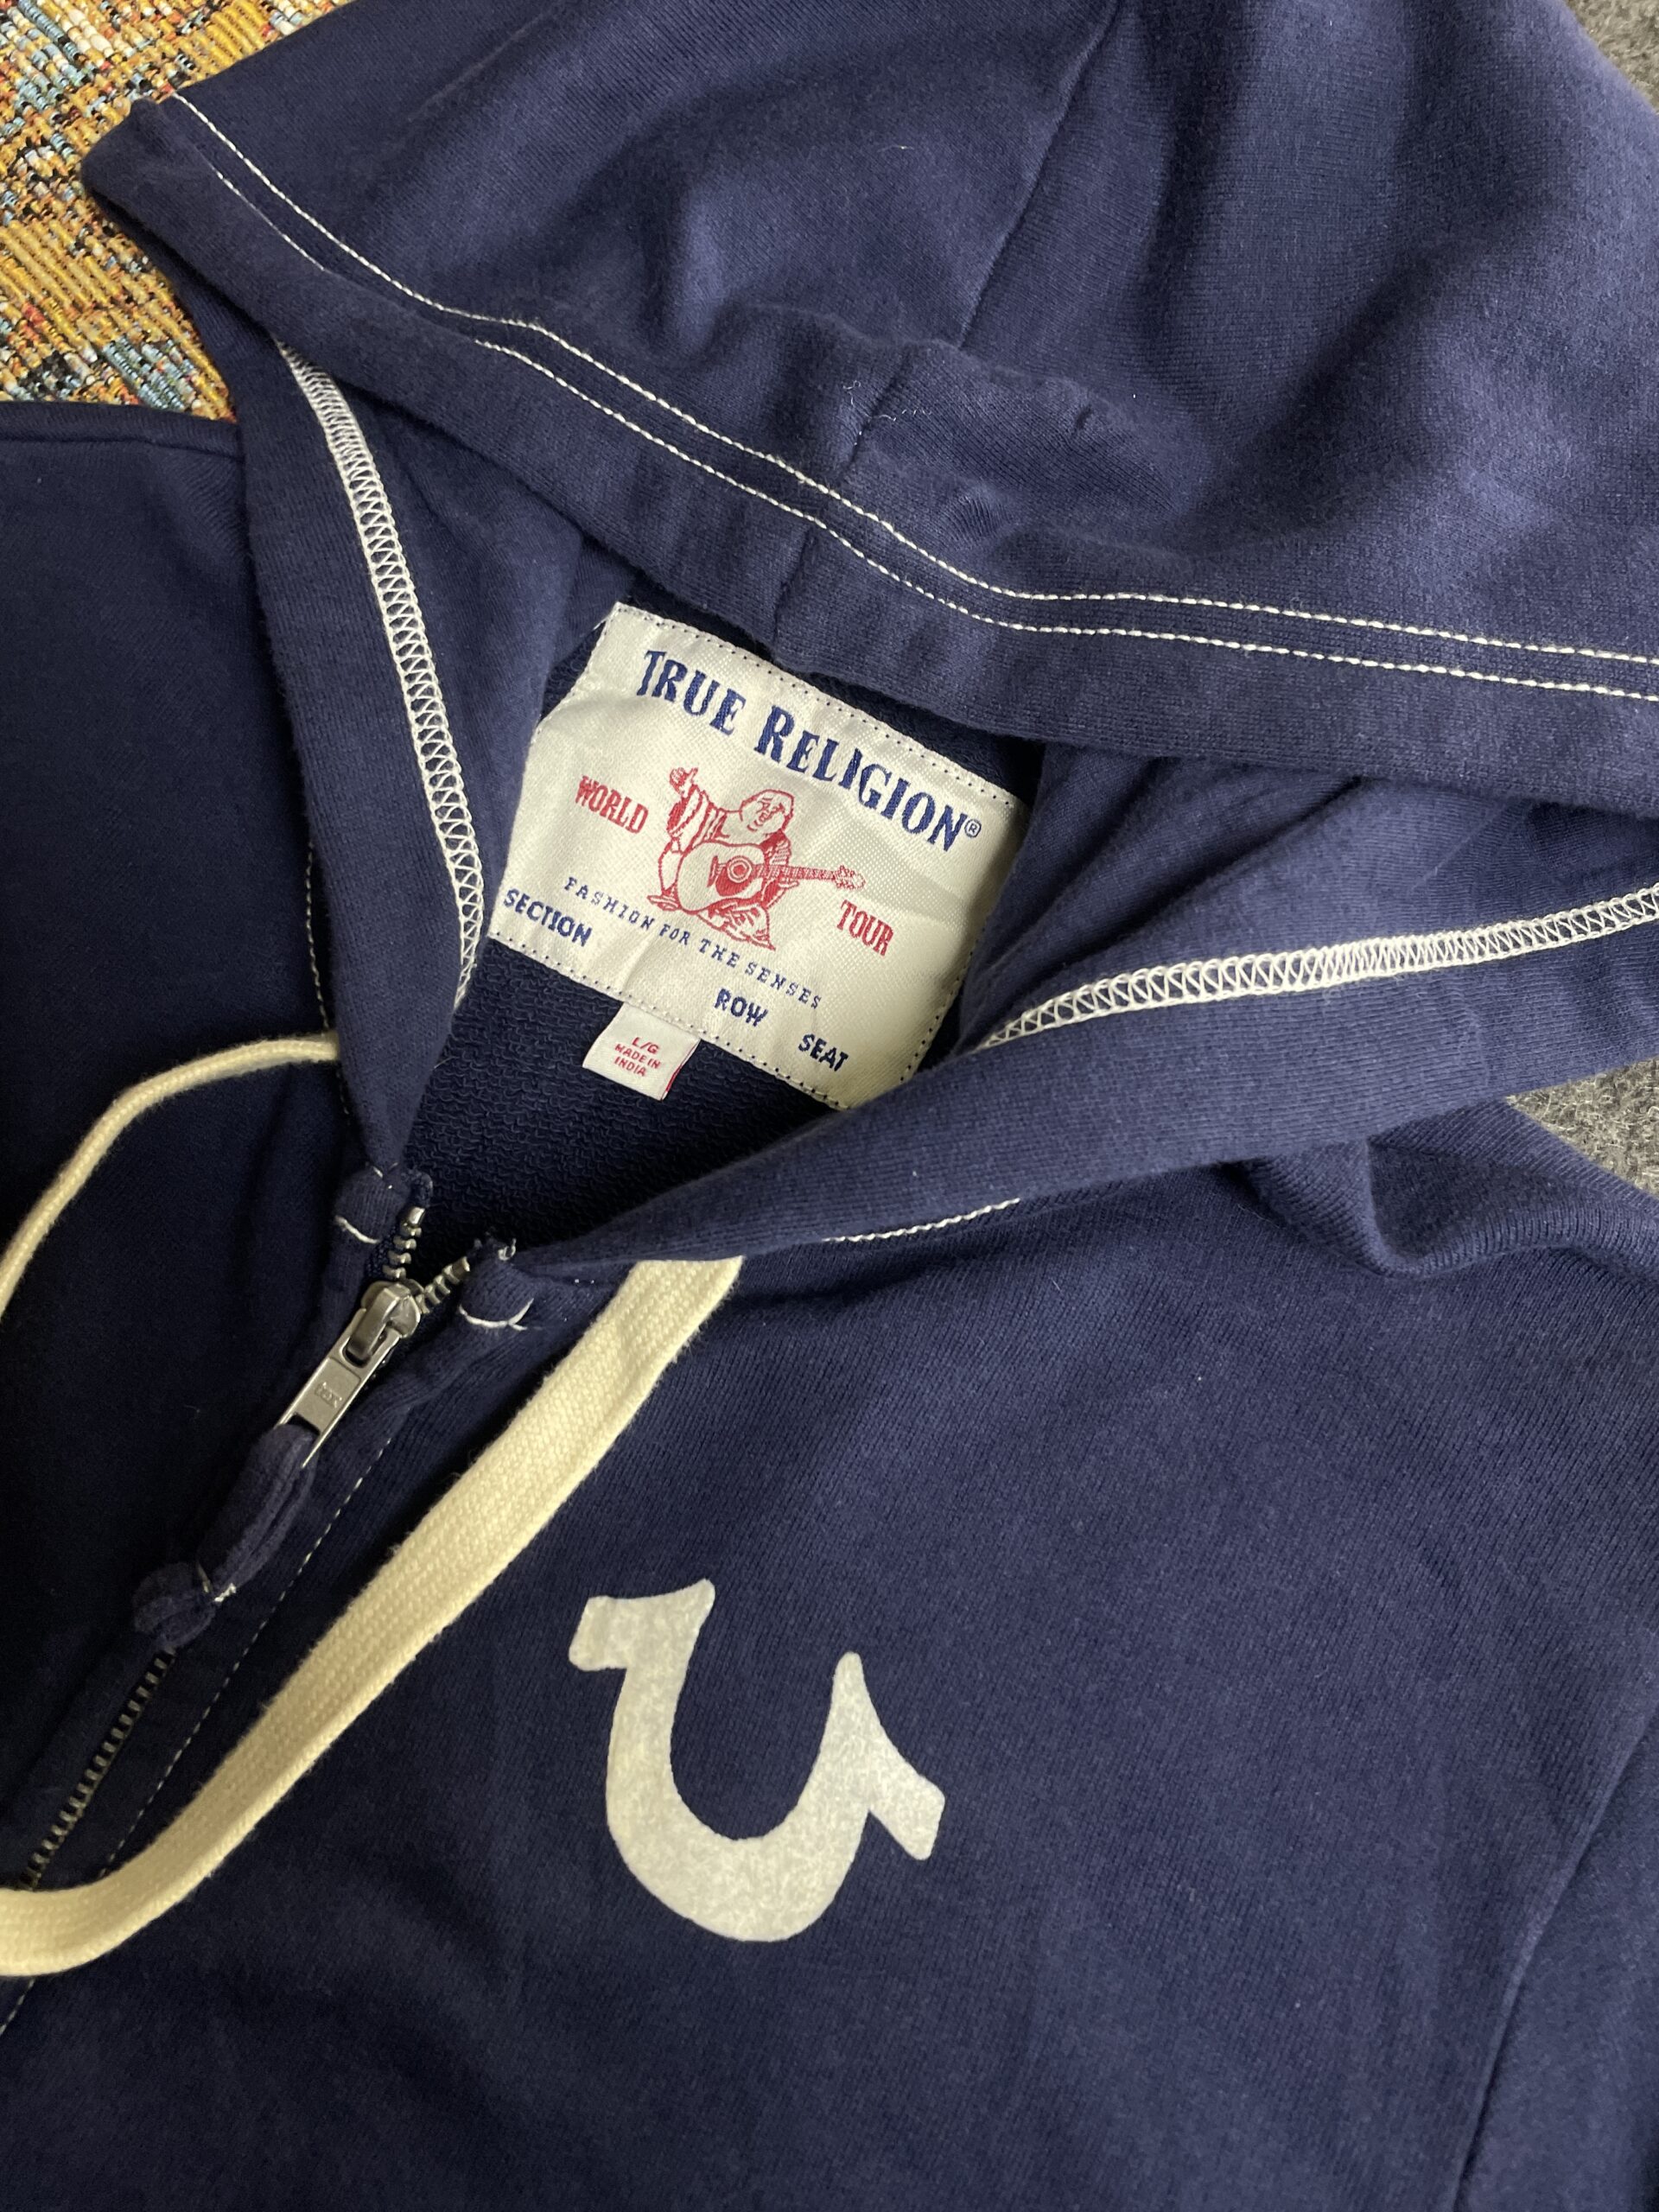 TRUE RELIGION®
WORLD TOUR
FASHION FOR THE SENSES
SECTION ROW SEAT
L/G
MADE IN
INDIA